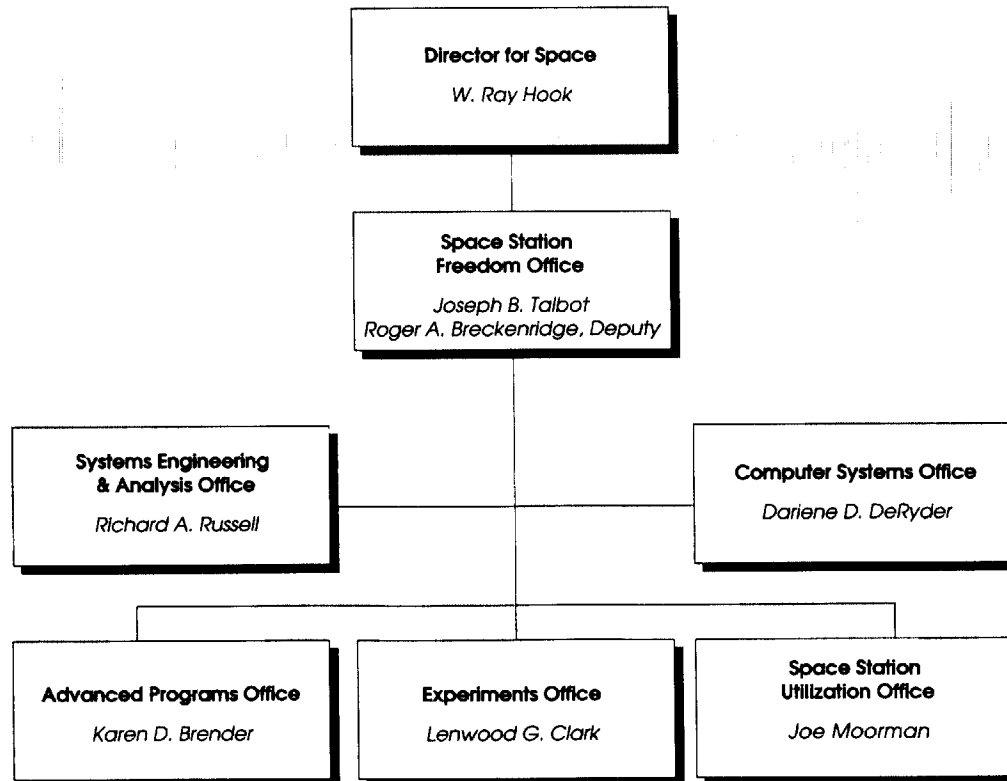 Director for Space
W. Ray Hook
Space Station
Freedom Office
Joseph B. Talbot
Roger A. Breckenridge, Deputy
Systems Engineering
& Analysis Office
Richard A. Russell
Computer Systems Office
Darlene D. DeRyder
Advanced Programs Office
Karen D. Brender
Experiments Office
Lenwood G. Clark
Space Station
Utilization Office
Joe Moorman